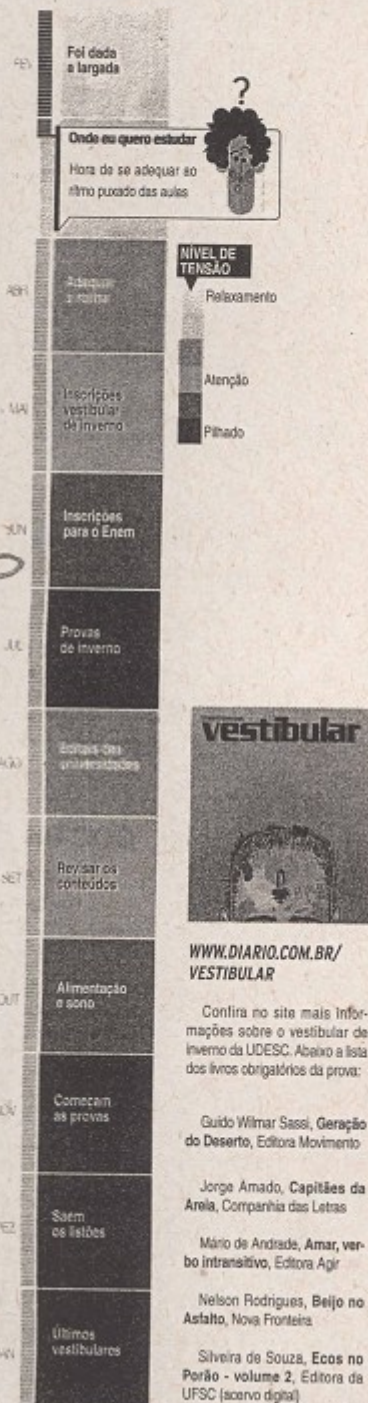 FEV
Foi dada
a largada
?
Onde eu quero estudar
Hora de se adequar ao
ritmo puxado das aulas
NÍVEL DE
TENSÃO
Relaxamento
Atenção
Pilhado
ABR
Adequar
a rotina
MAI
Inscrições
vestibular
de inverno
JUN
Inscrições
para o Enem
JUL
Provas
de inverno
AGO
Editais das
universidades
SET
Revisar os
conteúdos
OUT
Alimentação
e sono
Começam
as provas
Saem
os listões
Últimos
vestibulares
vestibular
WWW.DIARIO.COM.BR/
VESTIBULAR
Confira no site mais infor-
mações sobre o vestibular de
inverno da UDESC. Abaixo a lista
dos livros obrigatórios da prova:
Guido Wilmar Sassi, Geração
do Deserto, Editora Movimento
Jorge Amado, Capitães da
Areia, Companhia das Letras
Mário de Andrade, Amar, ver-
bo intransitivo, Editora Agir
Nelson Rodrigues, Beijo no
Asfalto, Nova Fronteira
Silveira de Souza, Ecos no
Porão - volume 2, Editora da
UFSC (acervo digital)